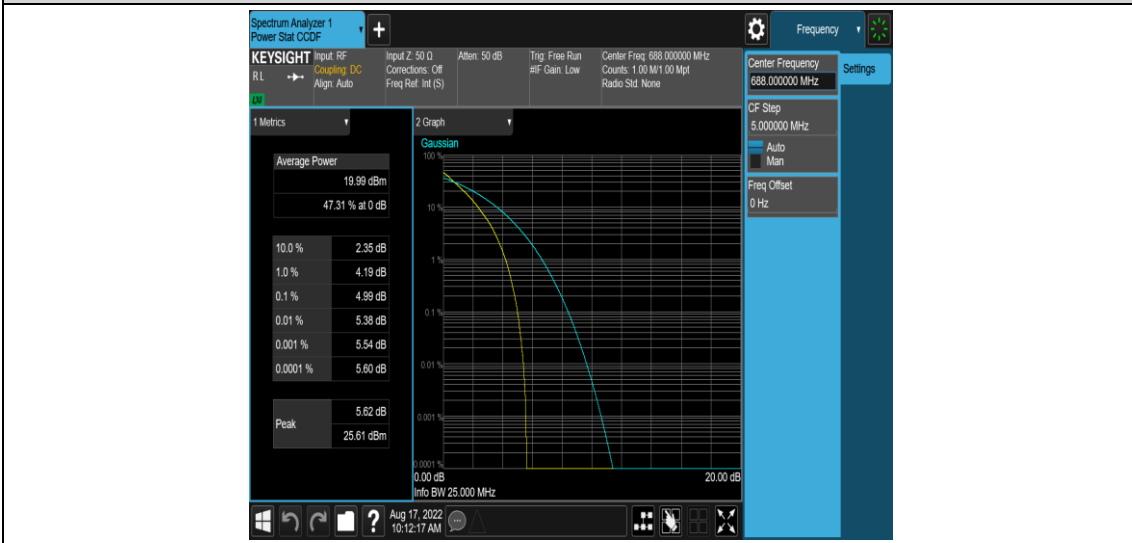 Spectrum Analyzer 1
Power Stat CCDF
+
Frequency
KEYSIGHT
RL
LXI
Input: RF
Coupling: DC
Align: Auto
Input Z: 50 Ω
Corrections: Off
Freq Ref: Int (S)
Atten: 50 dB
Trig: Free Run
#IF Gain: Low
Center Freq: 688.000000 MHz
Counts: 1.00 M/1.00 Mpt
Radio Std: None
Center Frequency
688.000000 MHz
Settings
CF Step
5.000000 MHz
Auto
Man
Freq Offset
0 Hz
1 Metrics
Average Power
19.99 dBm
47.31 % at 0 dB
10.0 % 2.35 dB
1.0 % 4.19 dB
0.1 % 4.99 dB
0.01 % 5.38 dB
0.001 % 5.54 dB
0.0001 % 5.60 dB
Peak 5.62 dB
25.61 dBm
2 Graph
Gaussian
100 %
10 %
1 %
0.1 %
0.01 %
0.001 %
0.0001 %
0.00 dB 20.00 dB
Info BW 25.000 MHz
?
Aug 17, 2022
10:12:17 AM